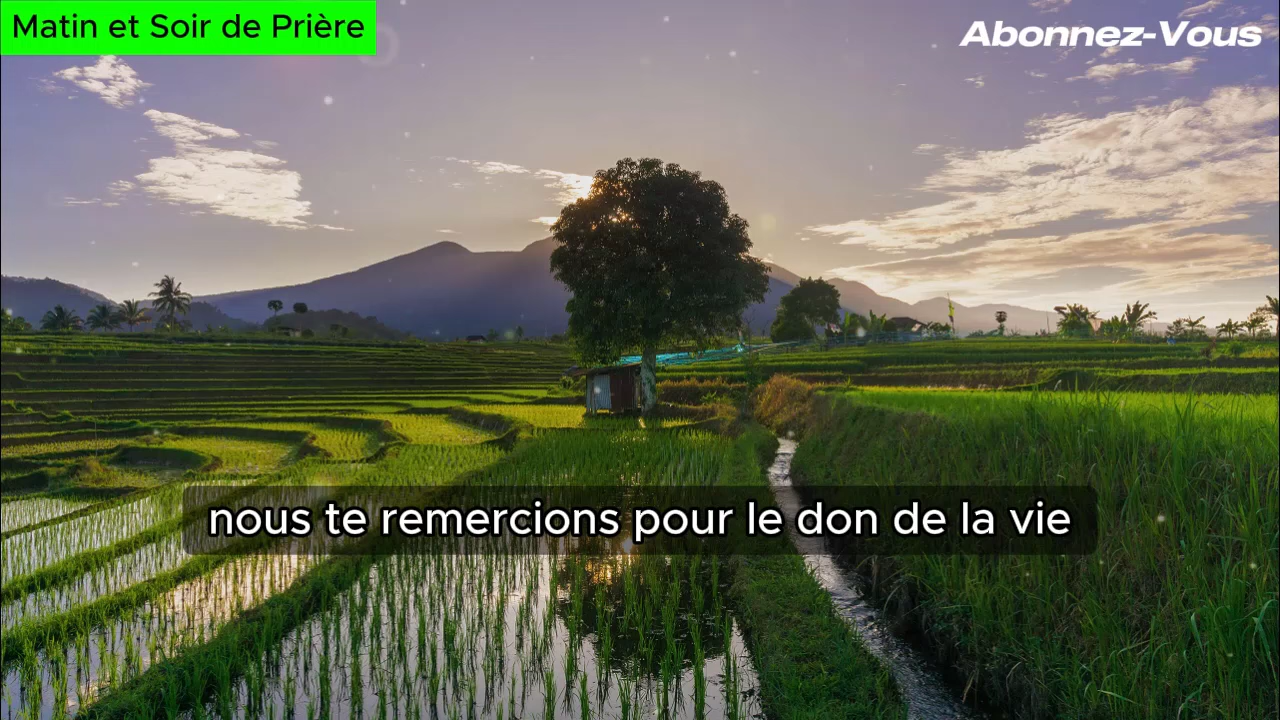 Matin et Soir de Prière
Abonnez-Vous
nous te remercions pour le don de la vie